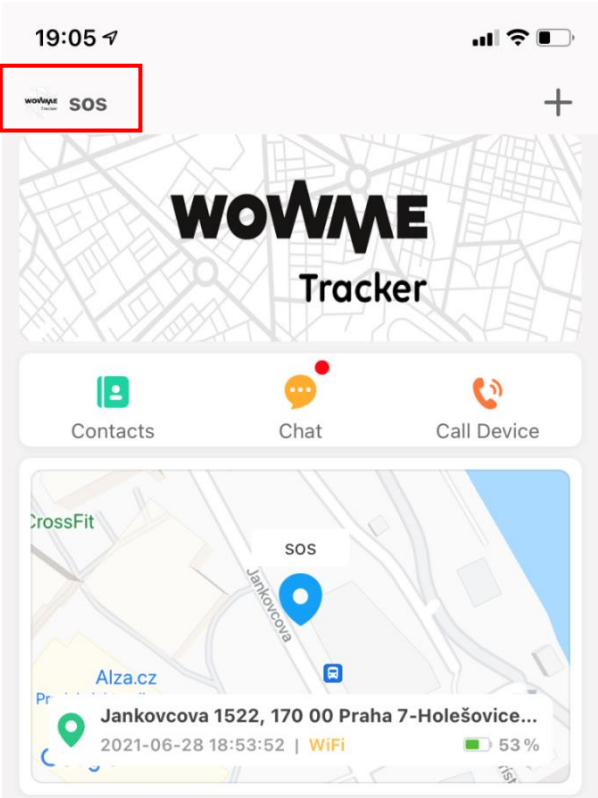 19:05
WOWME Tracker sos
WOWME
Tracker
Contacts Chat Call Device
CrossFit
sos
Jankovcova
Alza.cz
Jankovcova 1522, 170 00 Praha 7-Holešovice...
2021-06-28 18:53:52 | WiFi 53%